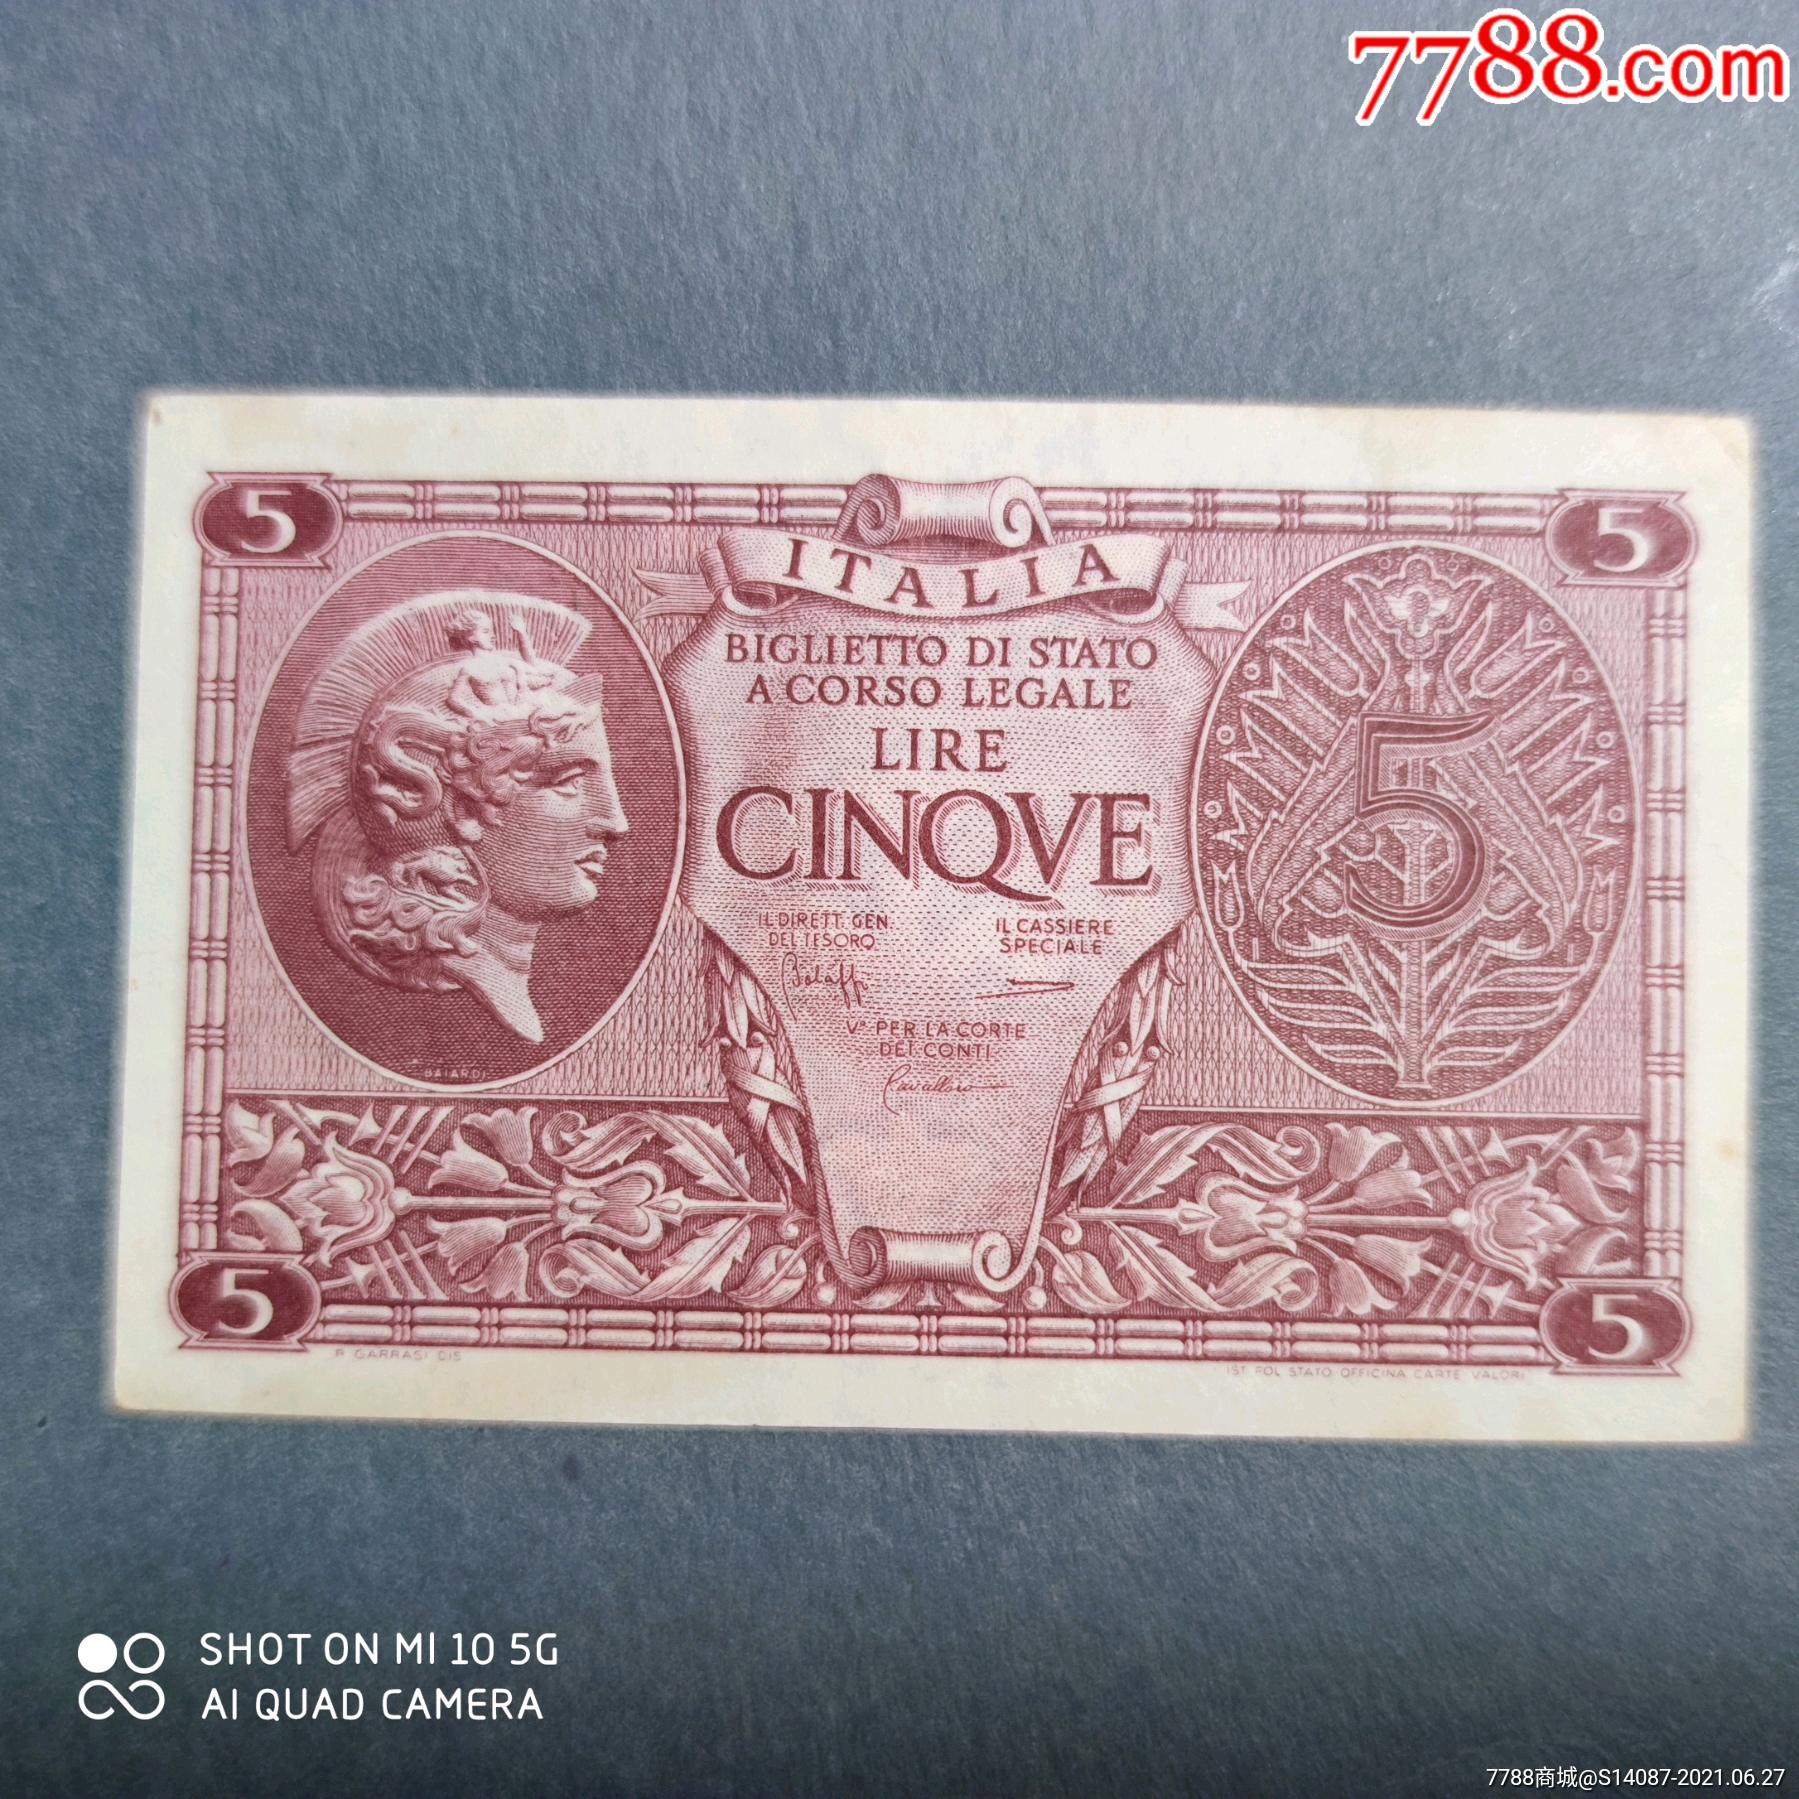 7788.com
5
5
ITALIA
BIGLIETTO DI STATO
A CORSO LEGALE
LIRE
CINQVE
5
IL DIRETT. GEN.
DEL TESORO
IL CASSIERE
SPECIALE
Bolaffi
V° PER LA CORTE
DEI CONTI
Cavallaro
BAIARDI
5
5
R GARRASI DIS
IST POL STATO OFFICINA CARTE VALORI
SHOT ON MI 10 5G
AI QUAD CAMERA
7788商城@S14087-2021.06.27